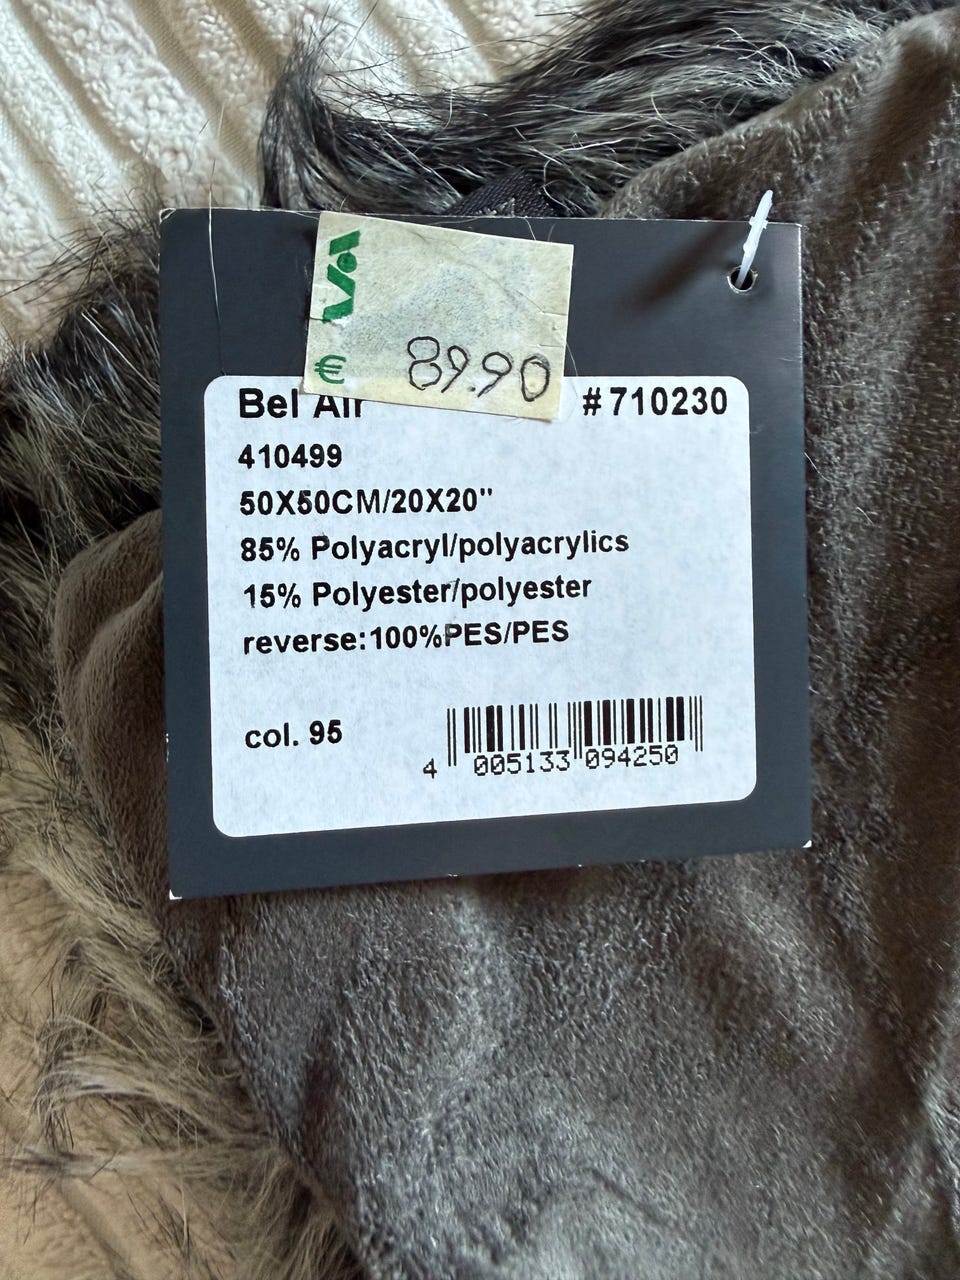 € 89.90
Bel Air #710230
410499
50X50CM/20X20"
85% Polyacryl/polyacrylics
15% Polyester/polyester
reverse:100%PES/PES
col. 95
4 005133 094250